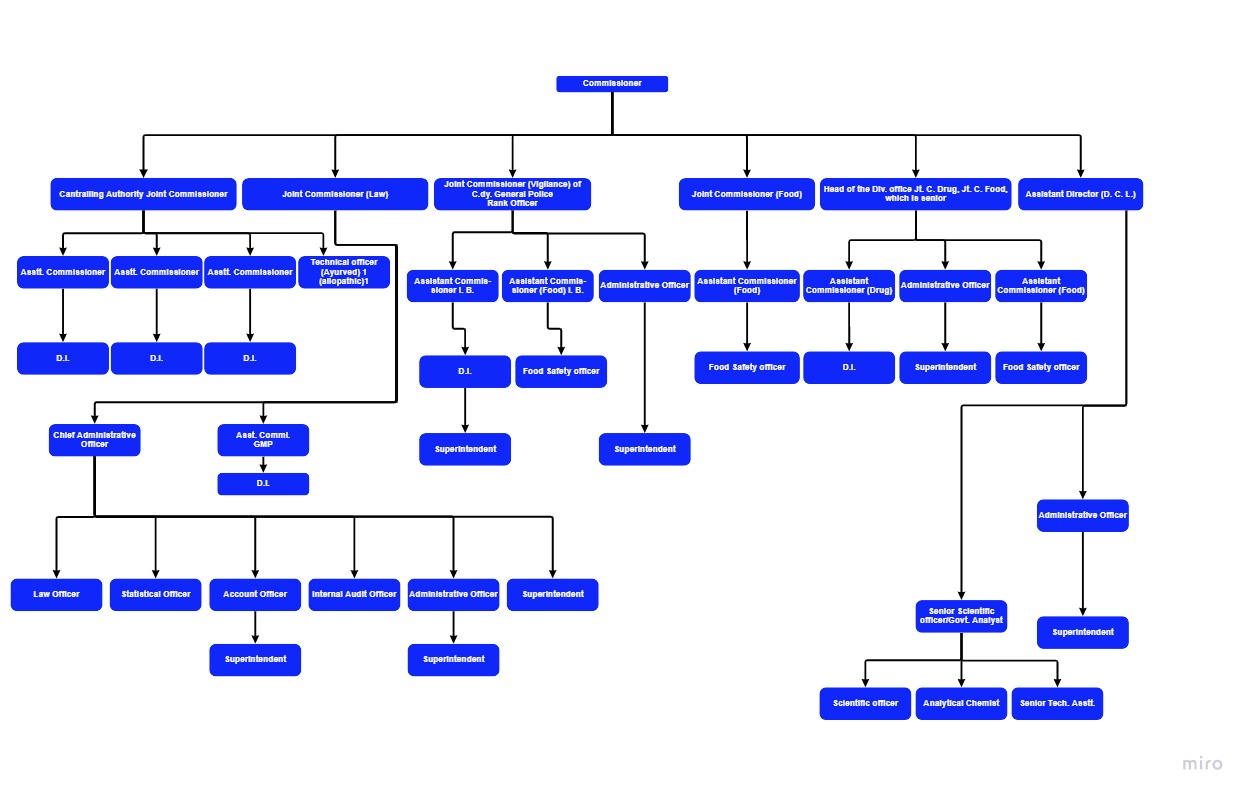 Commissioner
Cantralling Authority Joint Commissioner
Joint Commissioner (Law)
Joint Commissioner (Vigliance) of
C.dy. General Police
Rank Officer
Joint Commissioner (Food)
Head of the Div. office Jt. C. Drug, Jt. C. Food,
which is senior
Assistant Director (D. C. L.)
Astt. Commissioner
Astt. Commissioner
Astt. Commissioner
Technical officer
(Ayurved) 1
(allopathic)1
Assistant Commis-
sioner I. B.
Assistant Commis-
sioner (Food) I. B.
Administrative Officer
Assistant Commissioner
(Food)
Assistant
Commissioner (Drug)
Administrative Officer
Assistant
Commissioner (Food)
D.I.
D.I.
D.I.
D.I.
Food Safety officer
Food Safety officer
D.I.
Superintendent
Food Safety officer
Chief Administrative
Officer
Asst. Commi.
GMP
D.I.
Superintendent
Superintendent
Administrative Officer
Law Officer
Statistical Officer
Account Officer
Internal Audit Officer
Administrative Officer
Superintendent
Senior Scientific
officer/Govt. Analyst
Superintendent
Superintendent
Superintendent
Scientific officer
Analytical Chemist
Senior Tech. Asstt.
miro